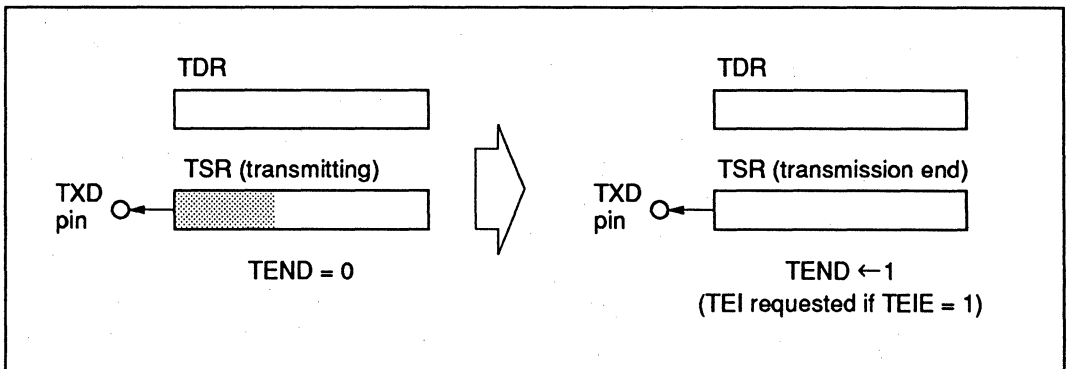 TDR
TSR (transmitting)
TXD
pin
TEND = 0
TDR
TSR (transmission end)
TXD
pin
TEND ←1
(TEI requested if TEIE = 1)